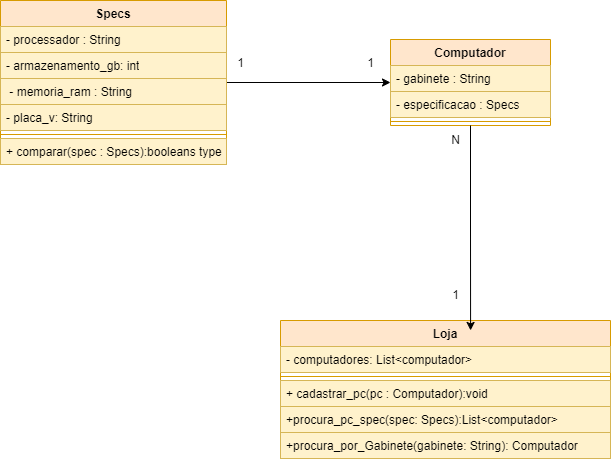 Specs
- processador : String
- armazenamento_gb: int
- memoria_ram : String
- placa_v: String
+ comparar(spec : Specs):booleans type
1
1
Computador
- gabinete : String
- especificacao : Specs
N
1
Loja
- computadores: List<computador>
+ cadastrar_pc(pc : Computador):void
+procura_pc_spec(spec: Specs):List<computador>
+procura_por_Gabinete(gabinete: String): Computador